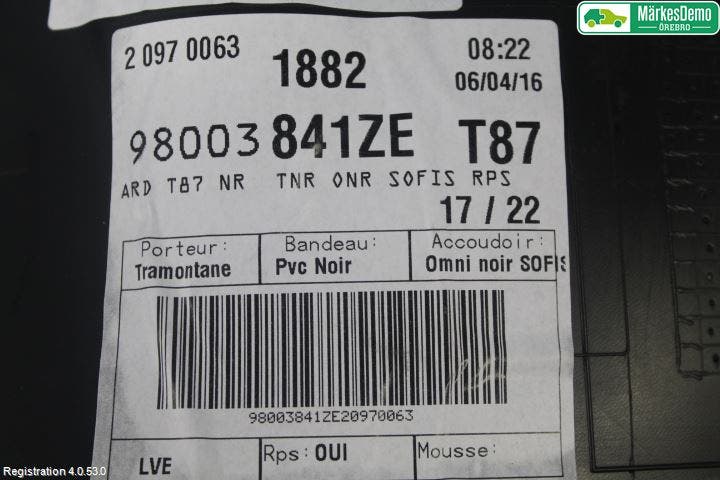 MärkesDemo
ÖREBRO
2 0970063 1882 08:22
06/04/16
98003 841ZE T87
ARD T87 NR TNR ONR SOFIS RPS
17 / 22
Porteur: Bandeau: Accoudoir:
Tramontane Pvc Noir Omni noir SOFIS
98003841ZE20970063
LVE Rps: OUI Mousse:
Registration 4.0.53.0